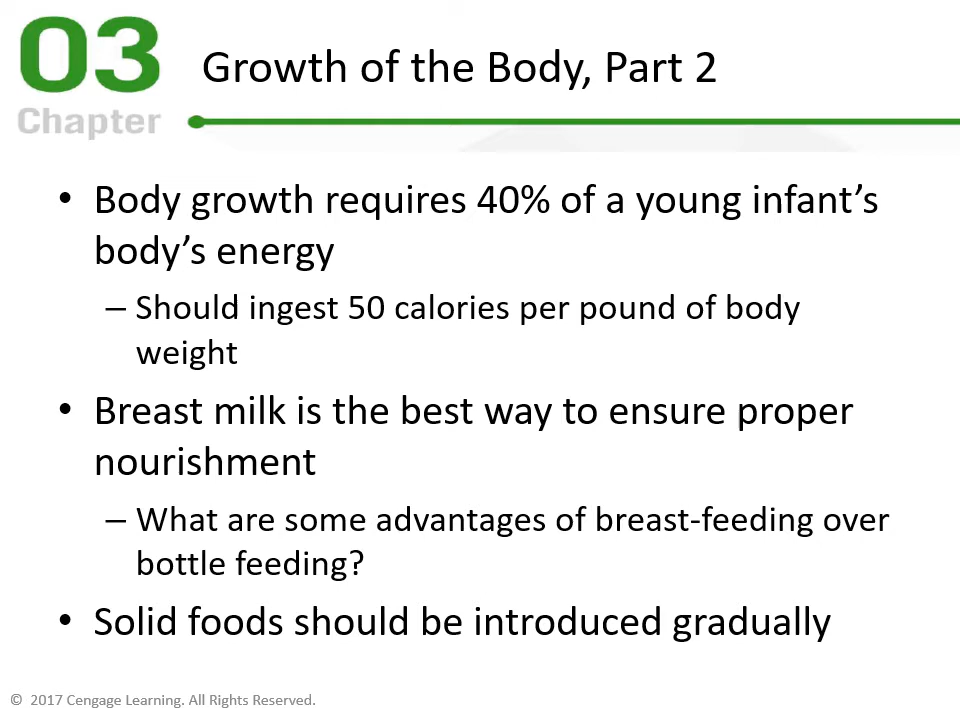 03
Chapter
Growth of the Body, Part 2
• Body growth requires 40% of a young infant’s
body’s energy
– Should ingest 50 calories per pound of body
weight
• Breast milk is the best way to ensure proper
nourishment
– What are some advantages of breast-feeding over
bottle feeding?
• Solid foods should be introduced gradually
© 2017 Cengage Learning. All Rights Reserved.